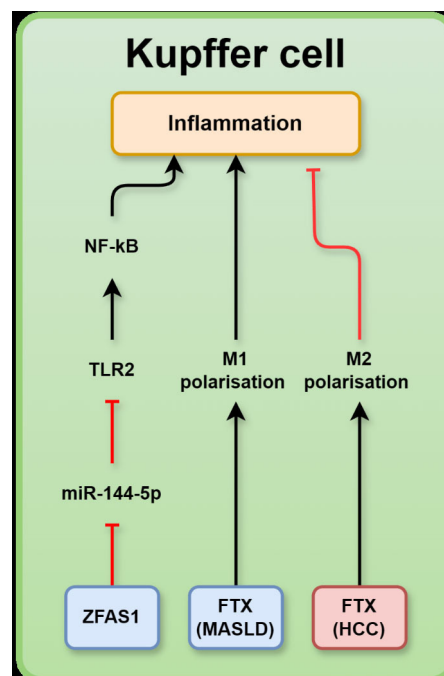 Kupffer cell
Inflammation
NF-kB
TLR2
M1
polarisation
M2
polarisation
miR-144-5p
ZFAS1
FTX
(MASLD)
FTX
(HCC)